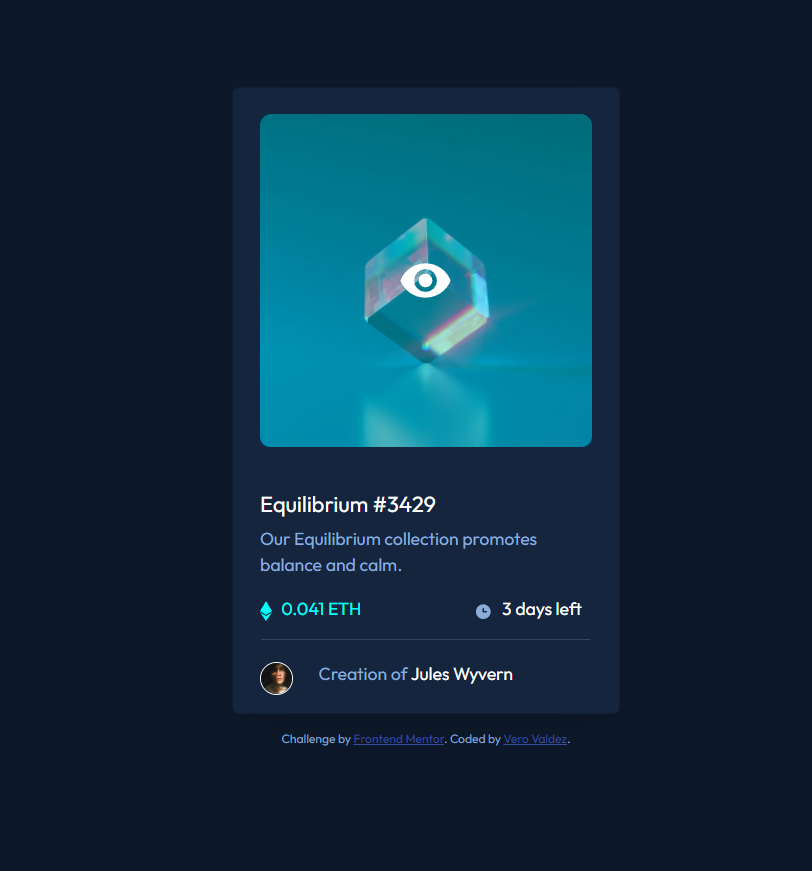 Equilibrium #3429
Our Equilibrium collection promotes
balance and calm.
0.041 ETH
3 days left
Creation of Jules Wyvern
Challenge by Frontend Mentor. Coded by Vero Valdez.